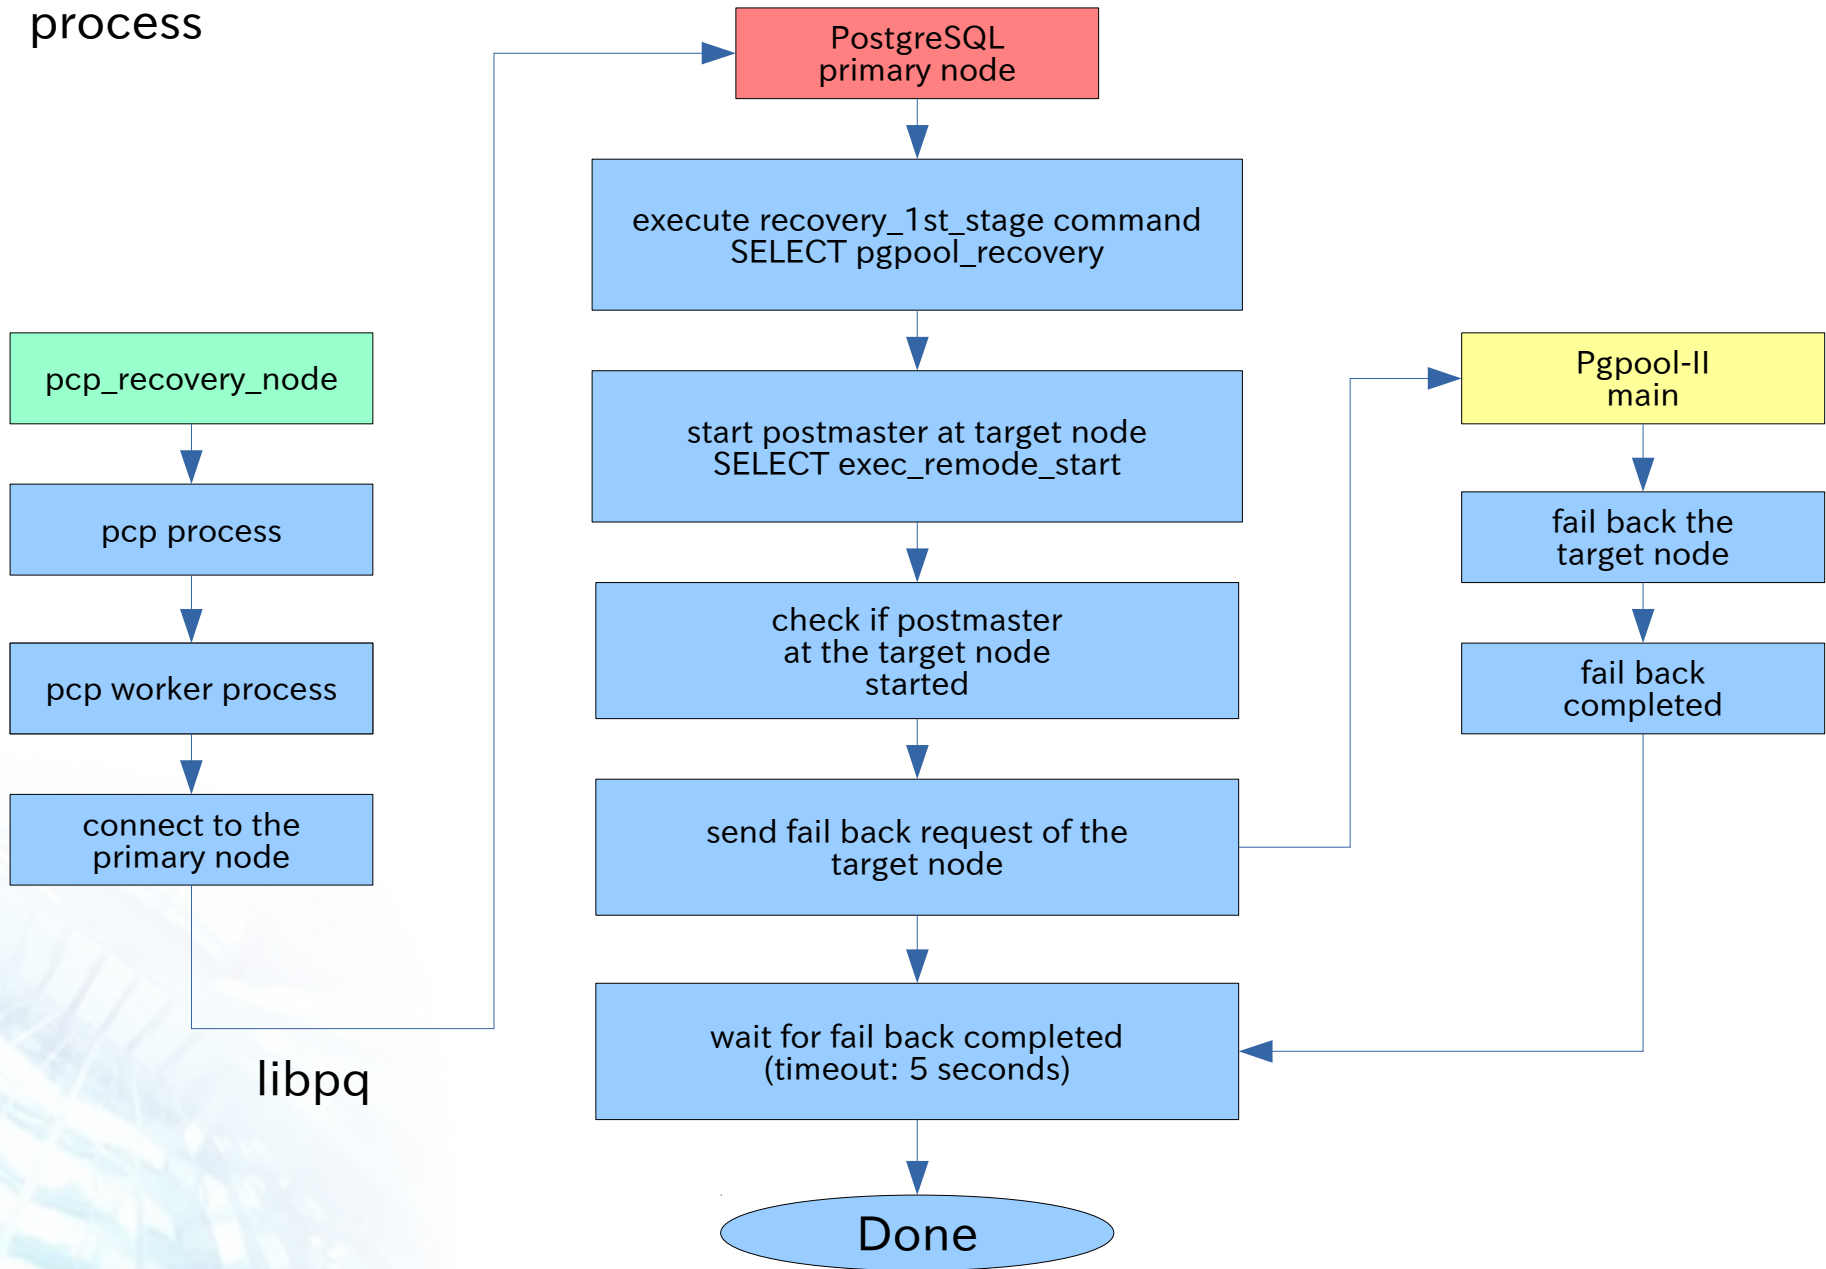 process
PostgreSQL
primary node
execute recovery_1st_stage command
SELECT pgpool_recovery
pcp_recovery_node
Pgpool-II
main
start postmaster at target node
SELECT exec_remode_start
pcp process
fail back the
target node
check if postmaster
at the target node
started
pcp worker process
fail back
completed
connect to the
primary node
send fail back request of the
target node
wait for fail back completed
(timeout: 5 seconds)
libpq
Done